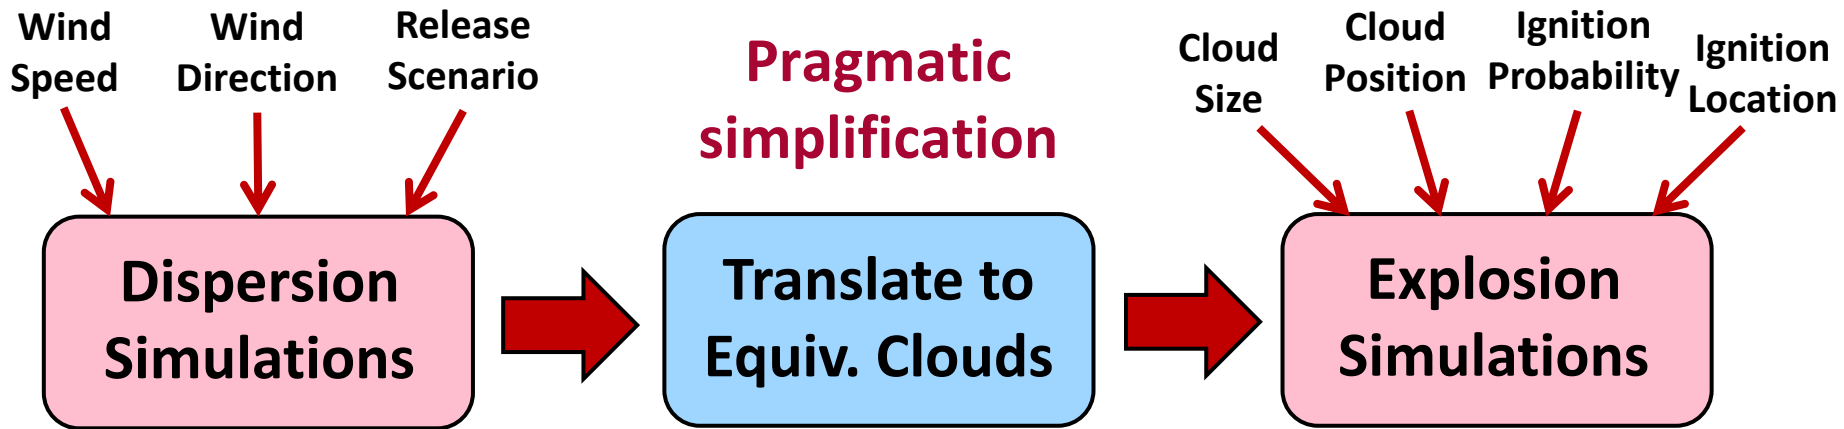 Wind
Speed
Wind
Direction
Release
Scenario
Pragmatic
simplification
Cloud
Size
Cloud
Position
Ignition
Probability
Ignition
Location
Dispersion
Simulations
Translate to
Equiv. Clouds
Explosion
Simulations